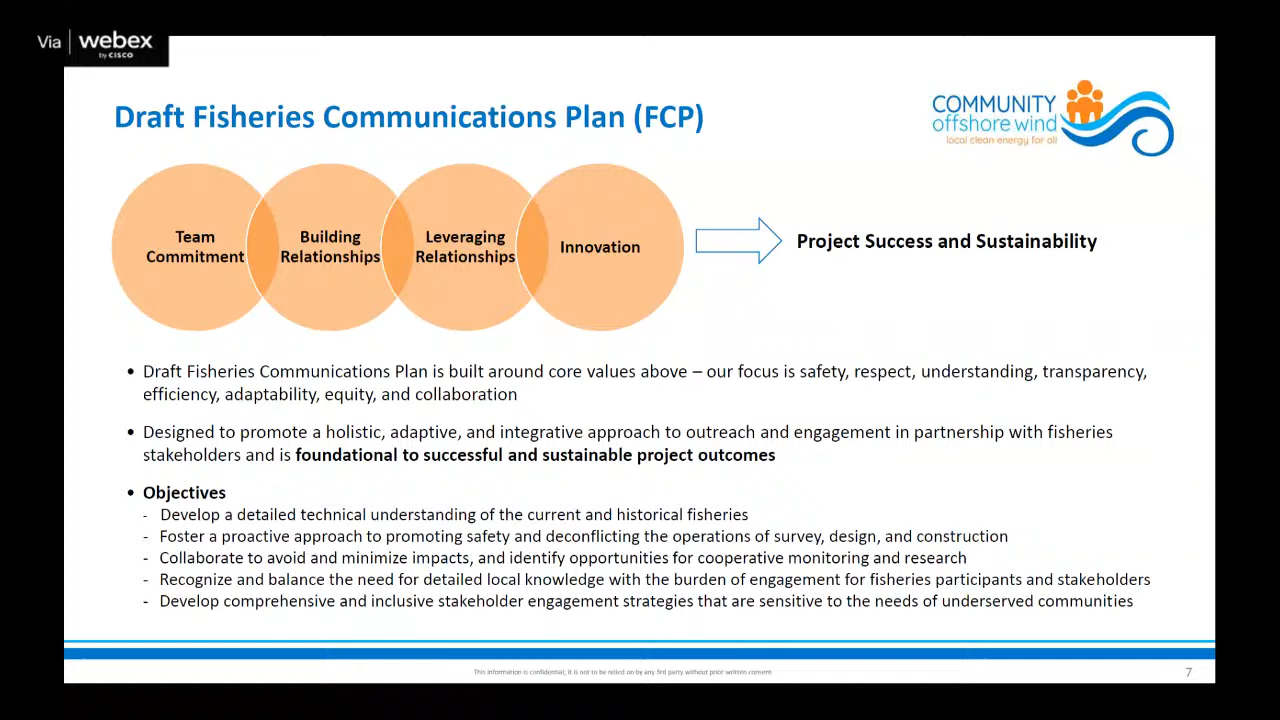 Via | webex
by CISCO
Draft Fisheries Communications Plan (FCP)
COMMUNITY
offshore wind
local clean energy for all
Team
Commitment
Building
Relationships
Leveraging
Relationships
Innovation
Project Success and Sustainability
• Draft Fisheries Communications Plan is built around core values above – our focus is safety, respect, understanding, transparency,
efficiency, adaptability, equity, and collaboration
• Designed to promote a holistic, adaptive, and integrative approach to outreach and engagement in partnership with fisheries
stakeholders and is foundational to successful and sustainable project outcomes
• Objectives
- Develop a detailed technical understanding of the current and historical fisheries
- Foster a proactive approach to promoting safety and deconflicting the operations of survey, design, and construction
- Collaborate to avoid and minimize impacts, and identify opportunities for cooperative monitoring and research
- Recognize and balance the need for detailed local knowledge with the burden of engagement for fisheries participants and stakeholders
- Develop comprehensive and inclusive stakeholder engagement strategies that are sensitive to the needs of underserved communities
This information is confidential; it is not to be relied on by any 3rd party without prior written consent.
7